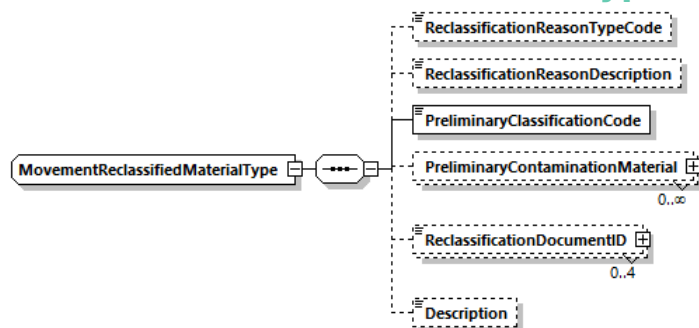 ReclassificationReasonTypeCode
ReclassificationReasonDescription
PreliminaryClassificationCode
MovementReclassifiedMaterialType
PreliminaryContaminationMaterial
0..∞
ReclassificationDocumentID
0..4
Description